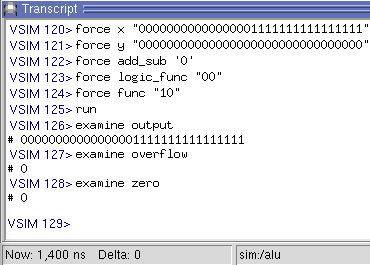 Transcript
VSIM 120> force x "00000000000000001111111111111111"
VSIM 121> force y "00000000000000000000000000000000"
VSIM 122> force add_sub '0'
VSIM 123> force logic_func "00"
VSIM 124> force func "10"
VSIM 125> run
VSIM 126> examine output
# 00000000000000001111111111111111
VSIM 127> examine overflow
# 0
VSIM 128> examine zero
# 0
VSIM 129>
Now: 1,400 ns Delta: 0 sim:/alu